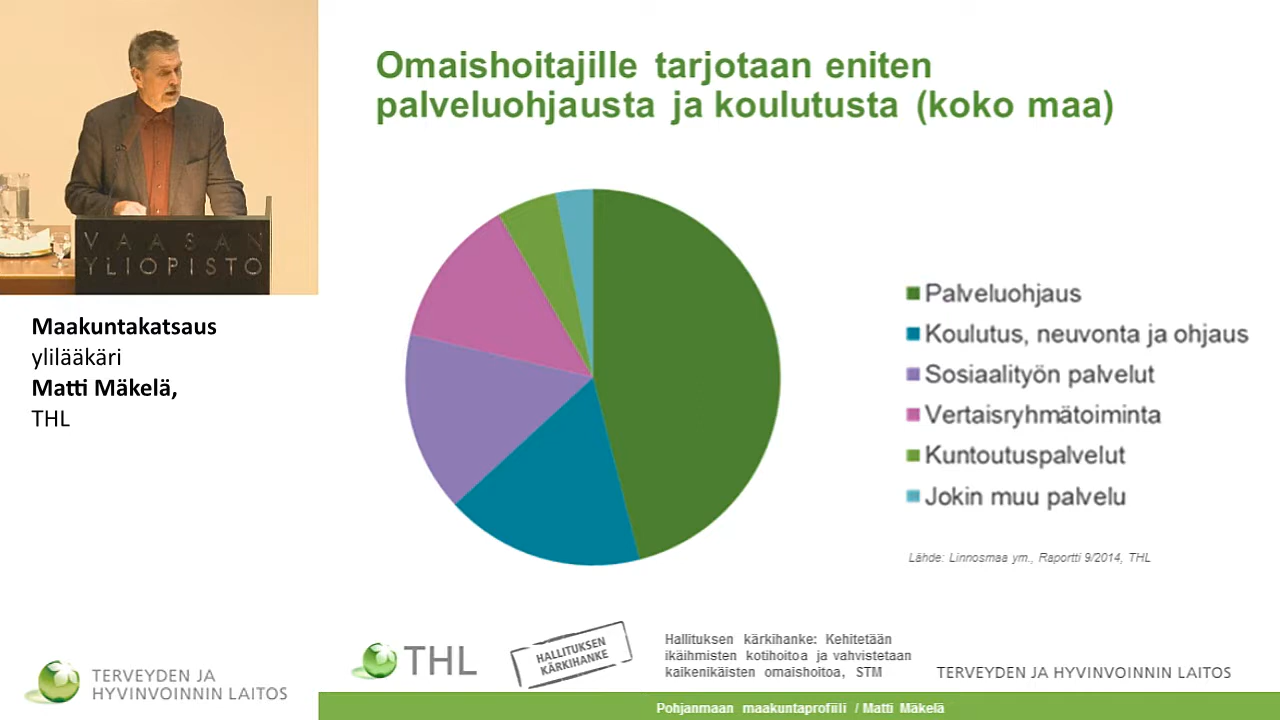 Omaishoitajille tarjotaan eniten
palveluohjausta ja koulutusta (koko maa)
VAASAN
YLIOPISTO
Maakuntakatsaus
ylilääkäri
Matti Mäkelä,
THL
Palveluohjaus
Koulutus, neuvonta ja ohjaus
Sosiaalityön palvelut
Vertaisryhmätoiminta
Kuntoutuspalvelut
Jokin muu palvelu
Lähde: Linnosmaa ym., Raportti 9/2014, THL
TERVEYDEN JA
HYVINVOINNIN LAITOS
THL
HALLITUKSEN
KÄRKIHANKE
Hallituksen kärkihanke: Kehitetään
ikäihmisten kotihoitoa ja vahvistetaan
kaikenikäisten omaishoitoa, STM
TERVEYDEN JA HYVINVOINNIN LAITOS
Pohjanmaan maakuntaprofiili / Matti Mäkelä